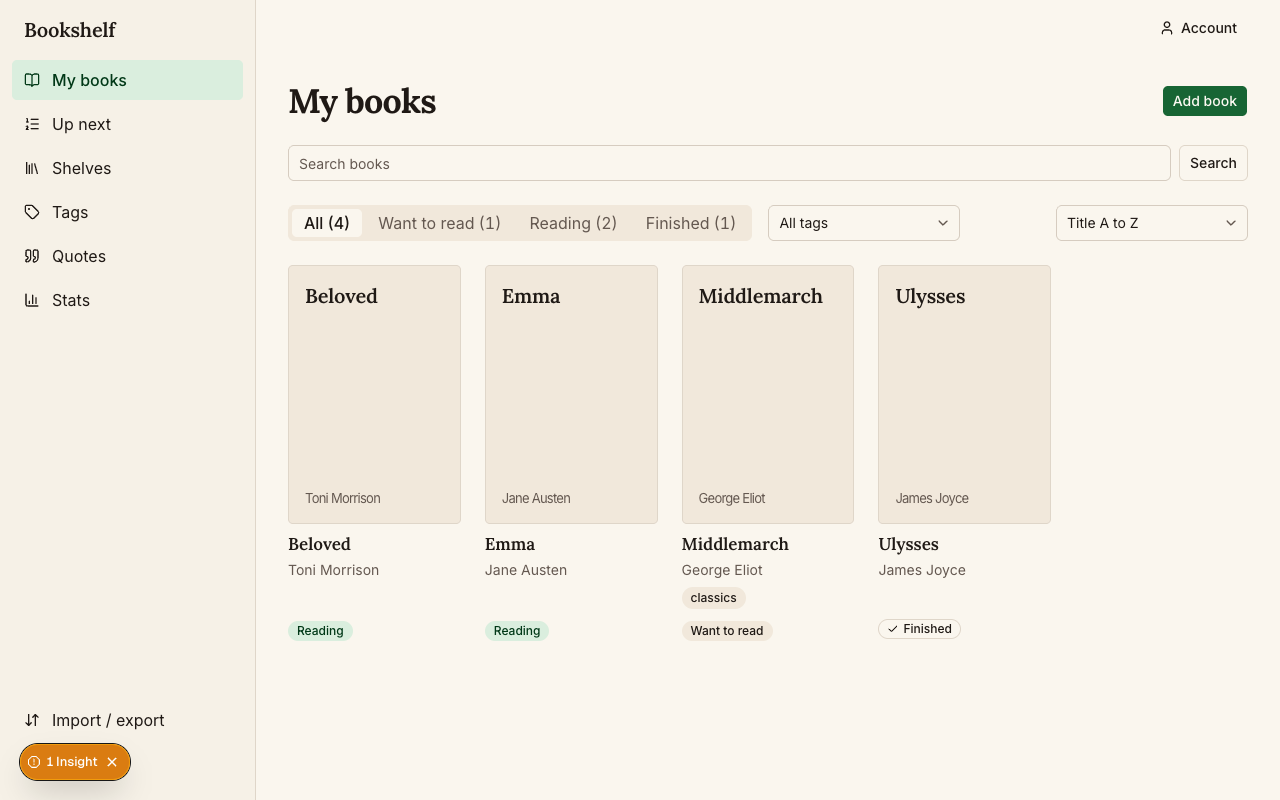 Bookshelf
My books
Up next
Shelves
Tags
Quotes
Stats
Import / export
1 Insight
Account
My books
Add book
Search books
Search
All (4)
Want to read (1)
Reading (2)
Finished (1)
All tags
Title A to Z
Beloved
Toni Morrison
Beloved
Toni Morrison
Reading
Emma
Jane Austen
Emma
Jane Austen
Reading
Middlemarch
George Eliot
Middlemarch
George Eliot
classics
Want to read
Ulysses
James Joyce
Ulysses
James Joyce
Finished